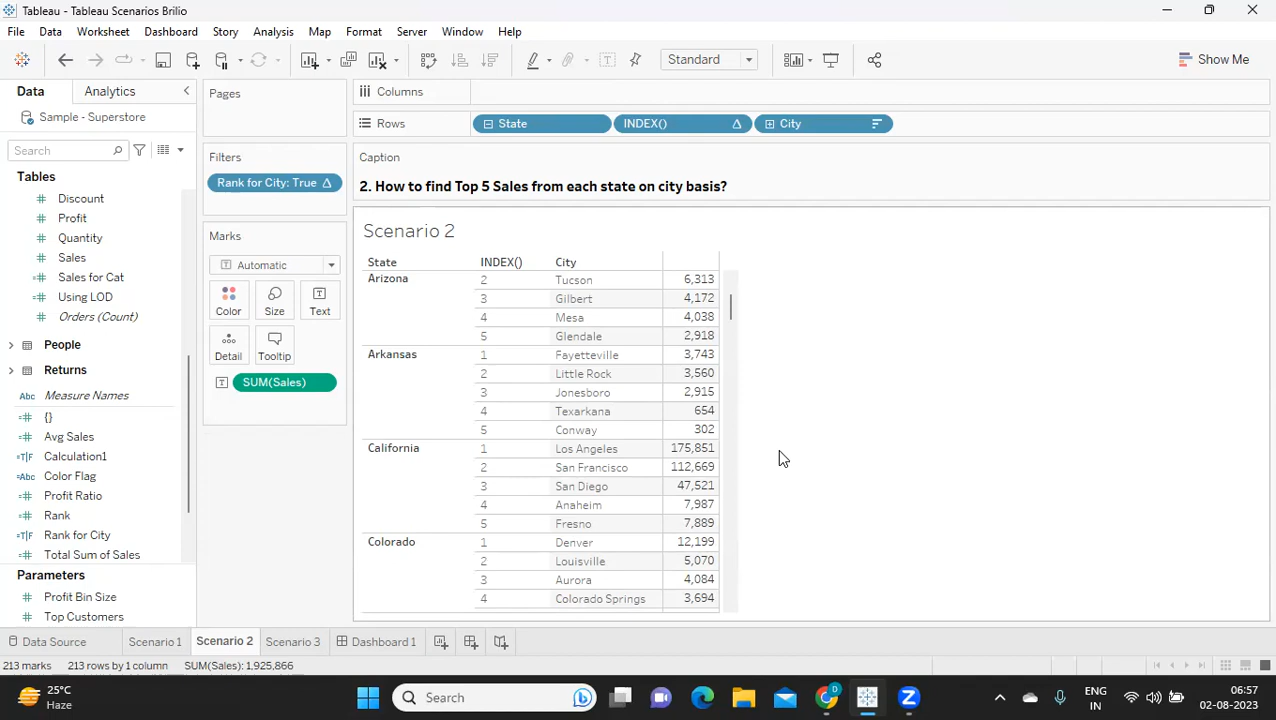 Tableau - Tableau Scenarios Brilio
File Data Worksheet Dashboard Story Analysis Map Format Server Window Help
Standard
Show Me
Data Analytics
Sample - Superstore
Search
Tables
Discount
Profit
Quantity
Sales
Sales for Cat
Using LOD
Orders (Count)
People
Returns
Abc Measure Names
{}
Avg Sales
Calculation1
Abc Color Flag
Profit Ratio
Rank
Rank for City
Total Sum of Sales
Parameters
Profit Bin Size
Top Customers
Pages
Filters
Rank for City: True
Marks
Automatic
Color Size Text
Detail Tooltip
SUM(Sales)
Columns
Rows State INDEX() City
Caption
2. How to find Top 5 Sales from each state on city basis?
Scenario 2
State INDEX() City
Arizona 2 Tucson 6,313
3 Gilbert 4,172
4 Mesa 4,038
5 Glendale 2,918
Arkansas 1 Fayetteville 3,743
2 Little Rock 3,560
3 Jonesboro 2,915
4 Texarkana 654
5 Conway 302
California 1 Los Angeles 175,851
2 San Francisco 112,669
3 San Diego 47,521
4 Anaheim 7,987
5 Fresno 7,889
Colorado 1 Denver 12,199
2 Louisville 5,070
3 Aurora 4,084
4 Colorado Springs 3,694
Data Source Scenario 1 Scenario 2 Scenario 3 Dashboard 1
213 marks 213 rows by 1 column SUM(Sales): 1,925,866
25°C
Haze
Search
ENG
IN
06:57
02-08-2023